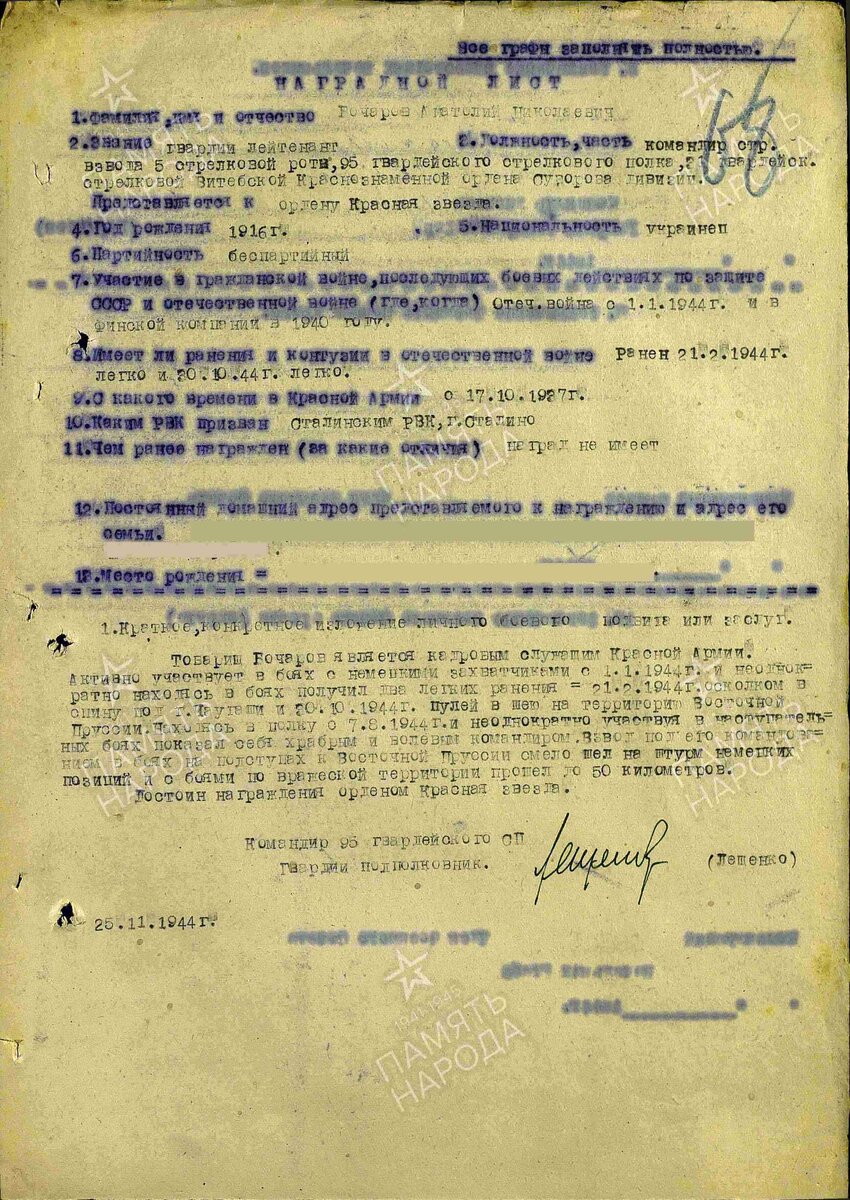 Все графы заполнить полностью.
НАГРАДНОЙ ЛИСТ
1.Фамилия,имя и отчество Бочаров Анатолий Николаевич
2.Звание гвардии лейтенант 3.Должность,часть командир стр.
взвода 5 стрелковой роты,95 гвардейского стрелкового полка, гвардейск.
стрелковой Витебской Краснознаменной ордена Суворова дивизии.
Представляется к ордену Красная звезда.
4.Год рождения 1916г. 5.Национальность украинец
6.Партийность беспартийный
7.Участие в гражданской войне,последующих боевых действиях по защите
СССР и отечественной войне (где,когда) Отеч.война с 1.1.1944г. и в
финской компании в 1940 году.
8.Имеет ли ранения и контузии в отечественной войне Ранен 21.2.1944г.
легко и 30.10.44г. легко.
9.С какого времени в Красной Армии с 17.10.1937г.
10.Каким РВК призван Сталинским РВК,г.Сталино
11.Чем ранее награжден (за какие отличия) наград не имеет
12.Постоянный домашний адрес представляемого к награждению и адрес его
семьи.
13.Место рождения =
1.Краткое,конкретное изложение личного боевого подвига или заслуг.
Товарищ Бочаров является кадровым служащим Красной Армии.
Активно участвует в боях с немецкими захватчиками с 1.1.1944г. и неоднок-
ратно находясь в боях получил два легких ранения = 21.2.1944г.осколком в
спину под г. и 30.10.1944г. пулей в шею на территорию Восточной
Пруссии.Находясь в полку с 7.8.1944г.и неоднократно участвуя в наступатель=
ных боях показал себя храбрым и волевым командиром.Взвод под его командова=
нием в боях на подступах к Восточной Пруссии смело шел на штурм немецких
позиций и с боями по вражеской территории прошел до 50 километров.
Достоин награждения орденом Красная звезда.
Командир 95 гвардейского СП
Гвардии подполковник. Лещенко (Лещенко)
25.11.1944г.
1941-1945
ПАМЯТЬ
НАРОДА